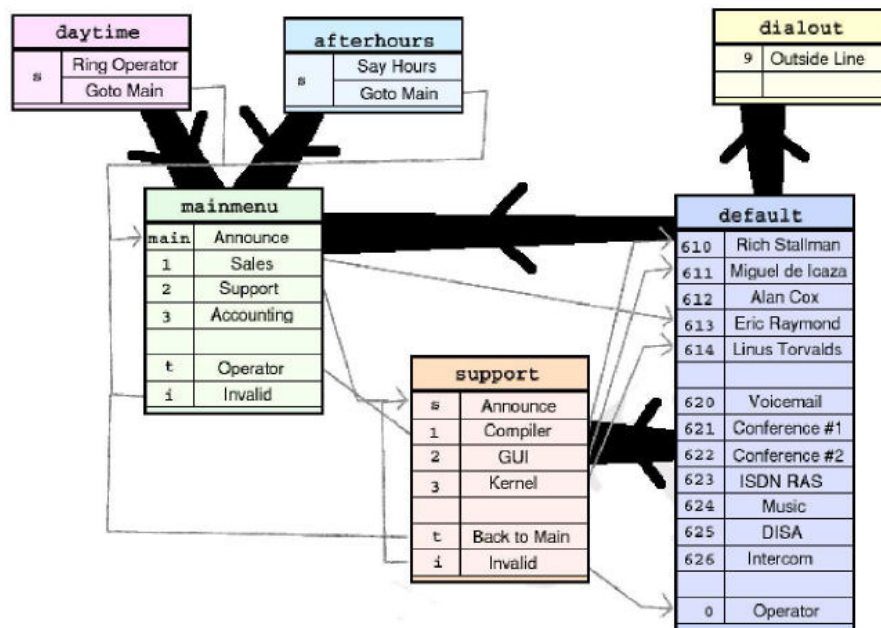 daytime
s Ring Operator
Goto Main
afterhours
s Say Hours
Goto Main
dialout
9 Outside Line
mainmenu
main Announce
1 Sales
2 Support
3 Accounting
t Operator
i Invalid
default
610 Rich Stallman
611 Miguel de Icaza
612 Alan Cox
613 Eric Raymond
614 Linus Torvalds
620 Voicemail
621 Conference #1
622 Conference #2
623 ISDN RAS
624 Music
625 DISA
626 Intercom
0 Operator
support
s Announce
1 Compiler
2 GUI
3 Kernel
t Back to Main
i Invalid